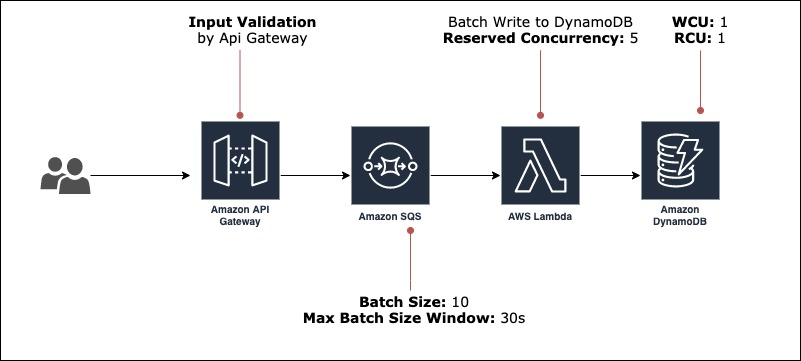 Input Validation
by Api Gateway
Batch Write to DynamoDB
Reserved Concurrency: 5
WCU: 1
RCU: 1
</>
Amazon API
Gateway
Amazon SQS
AWS Lambda
Amazon
DynamoDB
Batch Size: 10
Max Batch Size Window: 30s